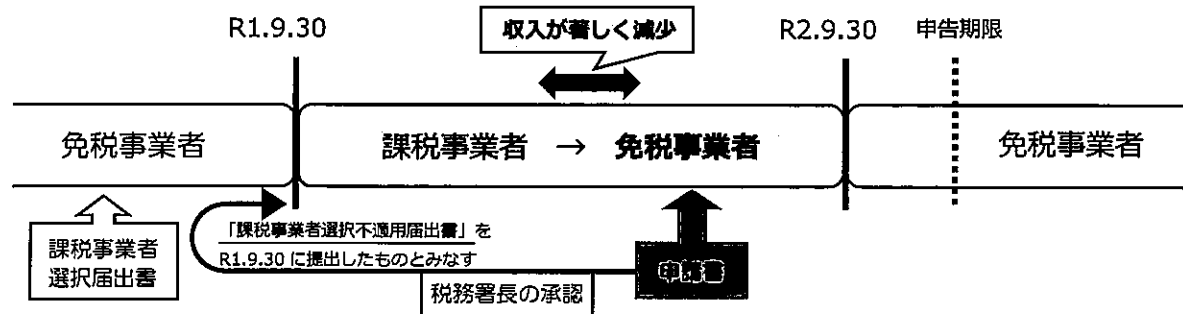 R1.9.30
収入が著しく減少
R2.9.30
申告期限
免税事業者
課税事業者 → 免税事業者
免税事業者
課税事業者
選択届出書
「課税事業者選択不適用届出書」を
R1.9.30 に提出したものとみなす
申請書
税務署長の承認